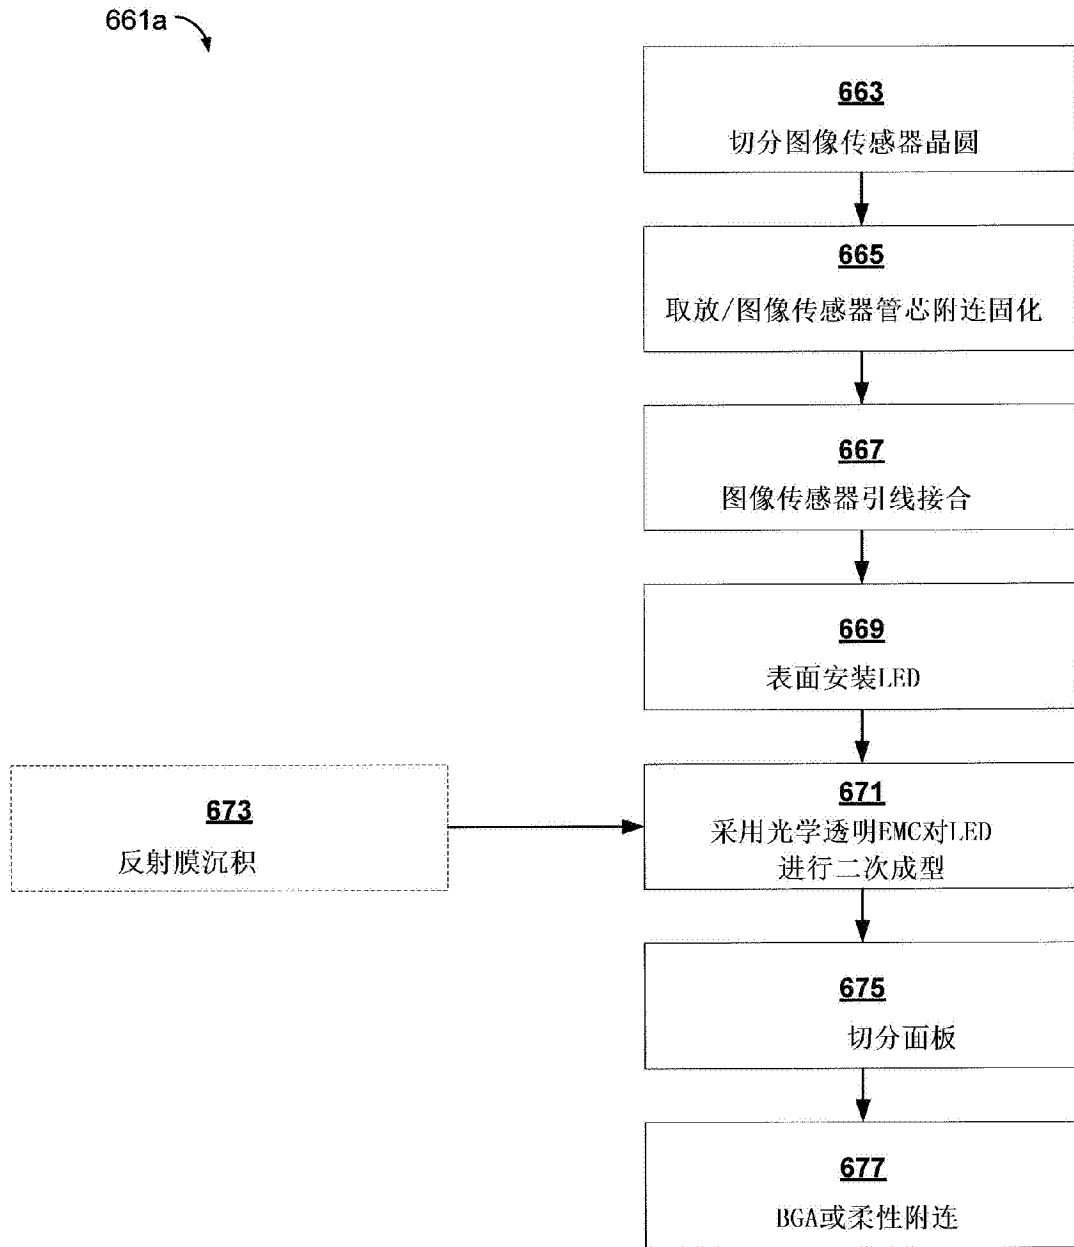 661a
663
切分图像传感器晶圆
665
取放/图像传感器管芯附连固化
667
图像传感器引线接合
669
表面安装LED
673
反射膜沉积
671
采用光学透明EMC对LED
进行二次成型
675
切分面板
677
BGA或柔性附连